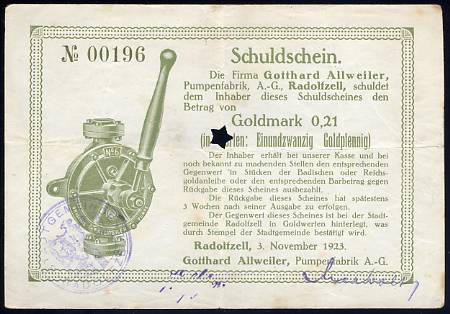 № 00196
Schuldschein.
Die Firma Gotthard Allweiler,
Pumpenfabrik, A.-G., Radolfzell, schuldet
dem Inhaber dieses Schuldscheines den
Betrag von
Goldmark 0,21
(in Worten: Einundzwanzig Goldpfennig)
Der Inhaber erhält bei unserer Kasse und bei
noch bekannt zu machenden Stellen den entsprechenden
Gegenwert in Stücken der Badischen oder Reichs-
goldanleihe oder den entsprechenden Barbetrag gegen
Rückgabe dieses Scheines ausbezahlt.
Die Rückgabe dieses Scheines hat spätestens
3 Wochen nach seiner Ausgabe zu erfolgen.
Der Gegenwert dieses Scheines ist bei der Stadt-
gemeinde Radolfzell in Goldwerten hinterlegt, was
durch Stempel der Stadtgemeinde bestätigt wird.
Radolfzell, 3. November 1923.
Gotthard Allweiler, Pumpenfabrik A.-G.